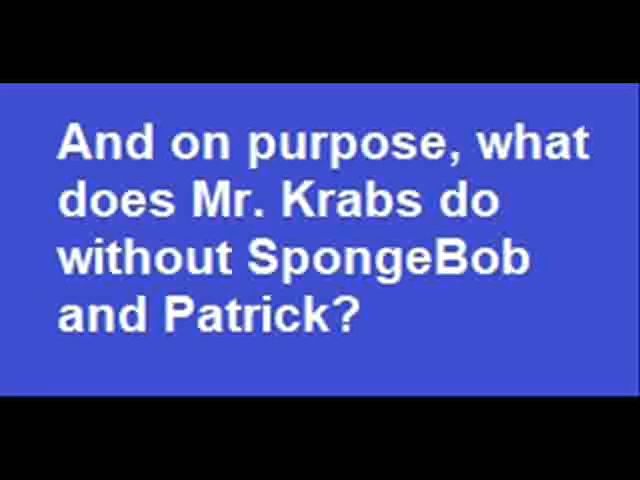 And on purpose, what
does Mr. Krabs do
without SpongeBob
and Patrick?